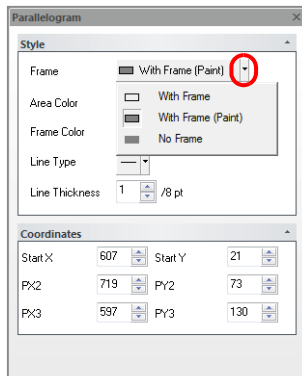 Parallelogram ×
Style
Frame With Frame (Paint)
With Frame
Area Color
With Frame (Paint)
Frame Color
No Frame
Line Type
Line Thickness 1 /8 pt
Coordinates
Start X 607 Start Y 21
PX2 719 PY2 73
PX3 597 PY3 130